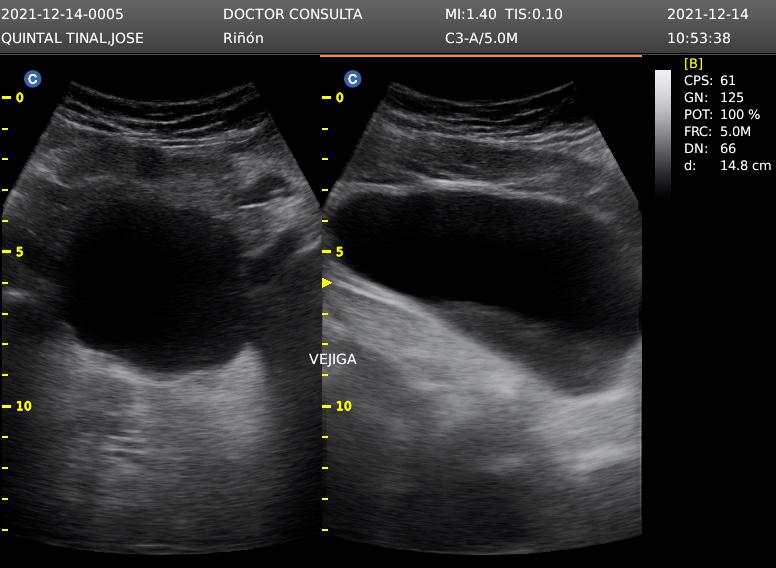 2021-12-14-0005 DOCTOR CONSULTA MI:1.40 TIS:0.10 2021-12-14
QUINTAL TINAL,JOSE Riñón C3-A/5.0M 10:53:38
C C
[B]
CPS: 61
GN: 125
POT: 100 %
FRC: 5.0M
DN: 66
d: 14.8 cm
0 0
5 5
VEJIGA
10 10